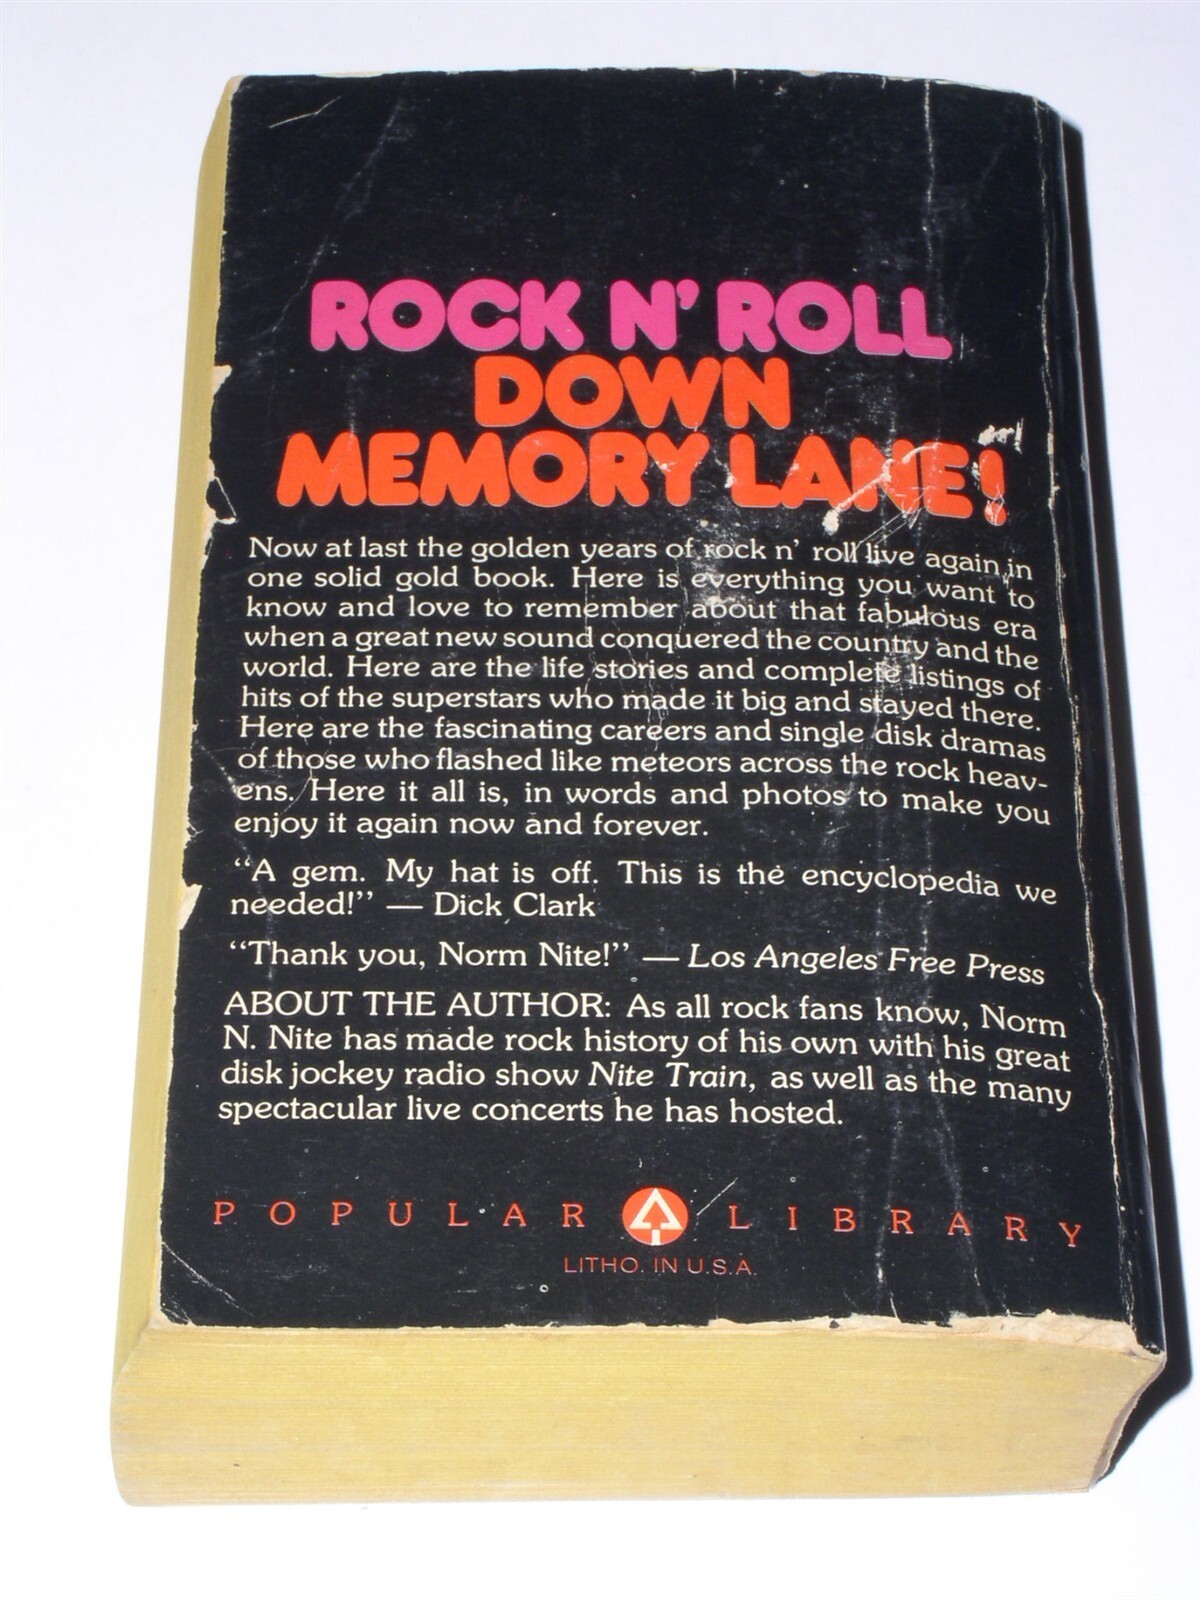 ROCK N' ROLL
DOWN
MEMORY LANE!
Now at last the golden years of rock n' roll live again in
one solid gold book. Here is everything you want to
know and love to remember about that fabulous era
when a great new sound conquered the country and the
world. Here are the life stories and complete listings of
hits of the superstars who made it big and stayed there.
Here are the fascinating careers and single disk dramas
of those who flashed like meteors across the rock heav-
ens. Here it all is, in words and photos to make you
enjoy it again now and forever.
“A gem. My hat is off. This is the encyclopedia we
needed!” — Dick Clark
“Thank you, Norm Nite!” — Los Angeles Free Press
ABOUT THE AUTHOR: As all rock fans know, Norm
N. Nite has made rock history of his own with his great
disk jockey radio show Nite Train, as well as the many
spectacular live concerts he has hosted.
POPULAR LIBRARY
LITHO. IN U.S.A.